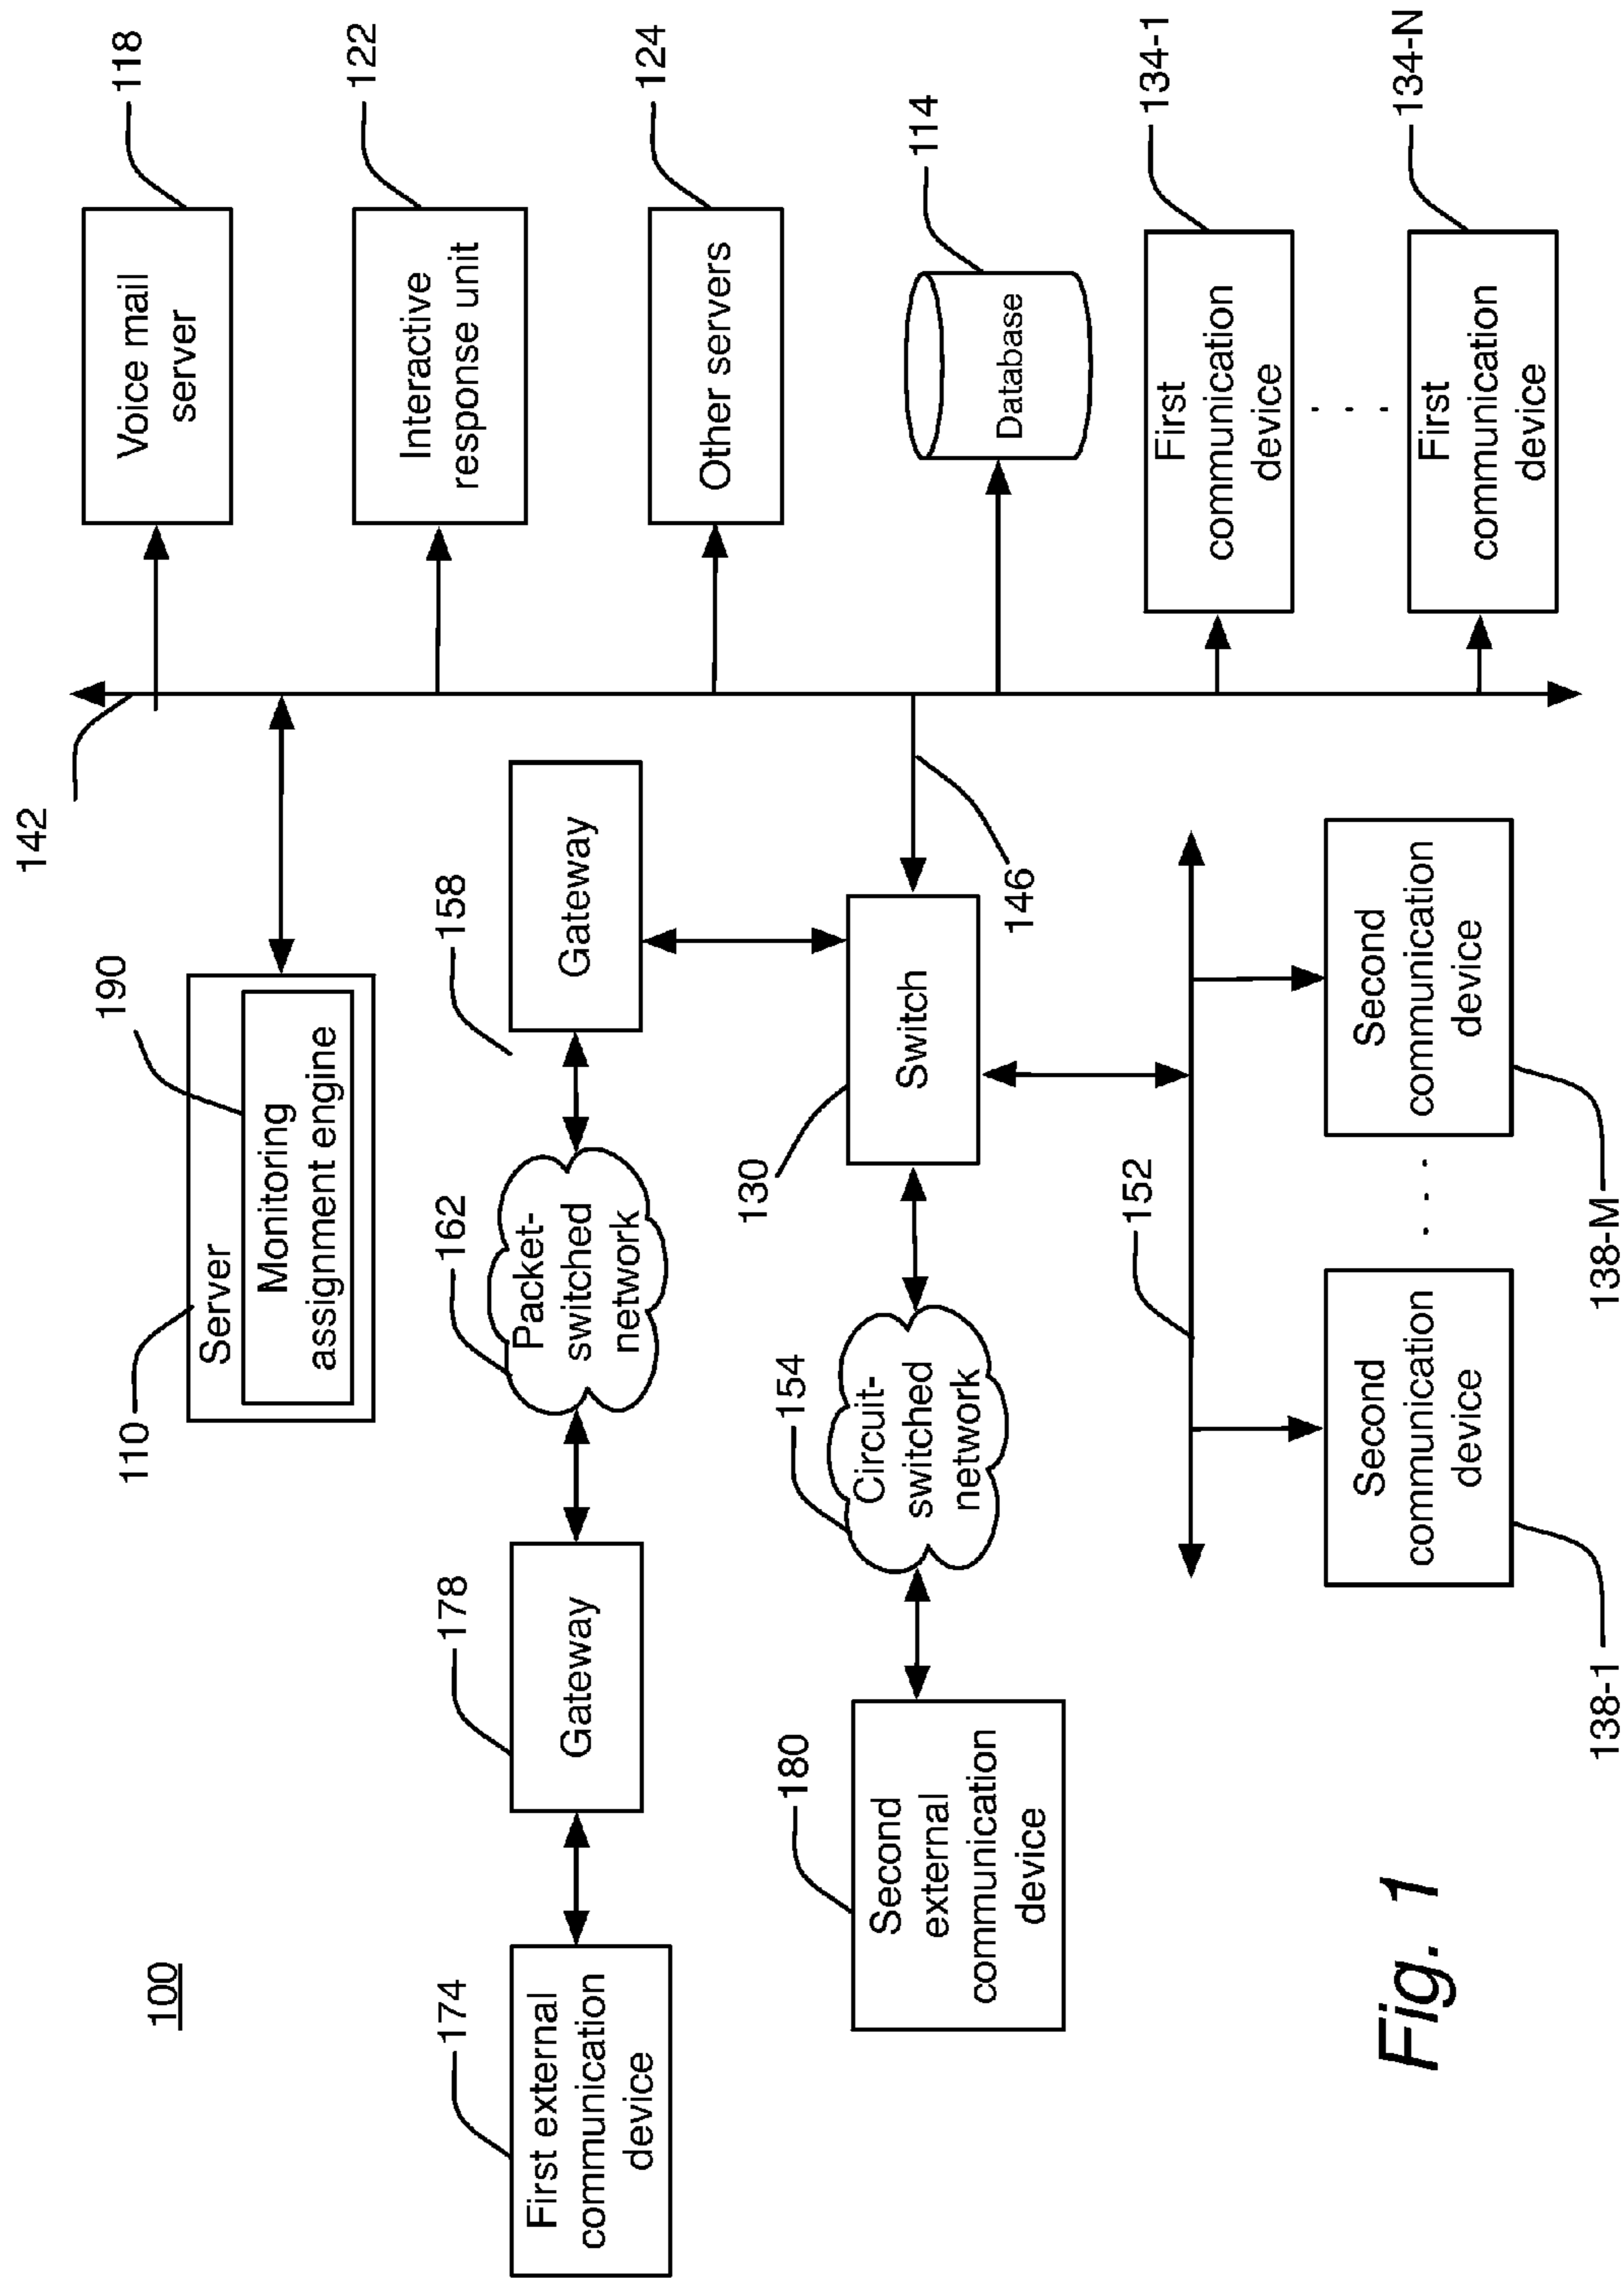 100
142
110
190
Server
Monitoring
assignment engine
118
Voice mail
server
122
Interactive
response unit
124
Other servers
114
Database
134-1
First
communication
device
. . .
134-N
First
communication
device
174
First external
communication
device
178
Gateway
162
Packet-
switched
network
158
Gateway
180
Second
external
communication
device
154
Circuit-
switched
network
130
Switch
146
152
Second
communication
device
138-1
. . .
Second
communication
device
138-M
Fig. 1